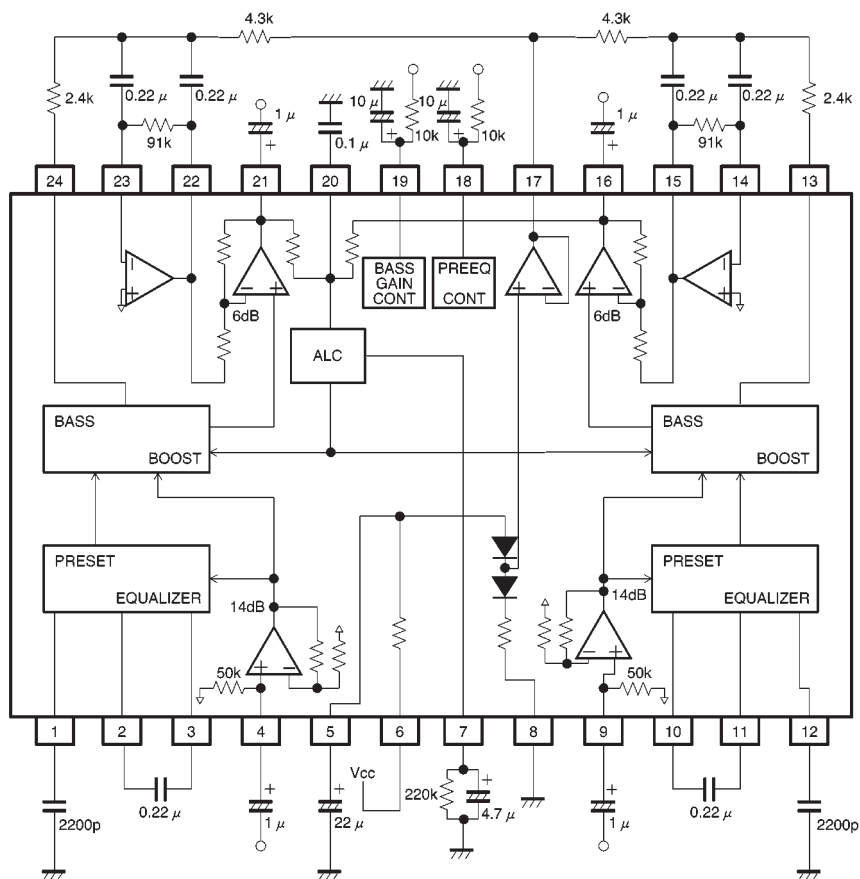 4.3k
4.3k
2.4k
0.22 μ
0.22 μ
1 μ
0.1 μ
10 μ
10k
10 μ
10k
1 μ
0.22 μ
0.22 μ
2.4k
91k
91k
+
+
+
+
24
23
22
21
20
19
18
17
16
15
14
13
BASS
GAIN
CONT
PREEQ
CONT
−
+
−
+
+
−
+
−
−
+
6dB
6dB
ALC
BASS
BOOST
BASS
BOOST
PRESET
EQUALIZER
PRESET
EQUALIZER
14dB
14dB
+
−
−
+
50k
50k
1
2
3
4
5
6
7
8
9
10
11
12
Vcc
+
+
+
+
2200p
0.22 μ
1 μ
22 μ
220k
4.7 μ
1 μ
0.22 μ
2200p